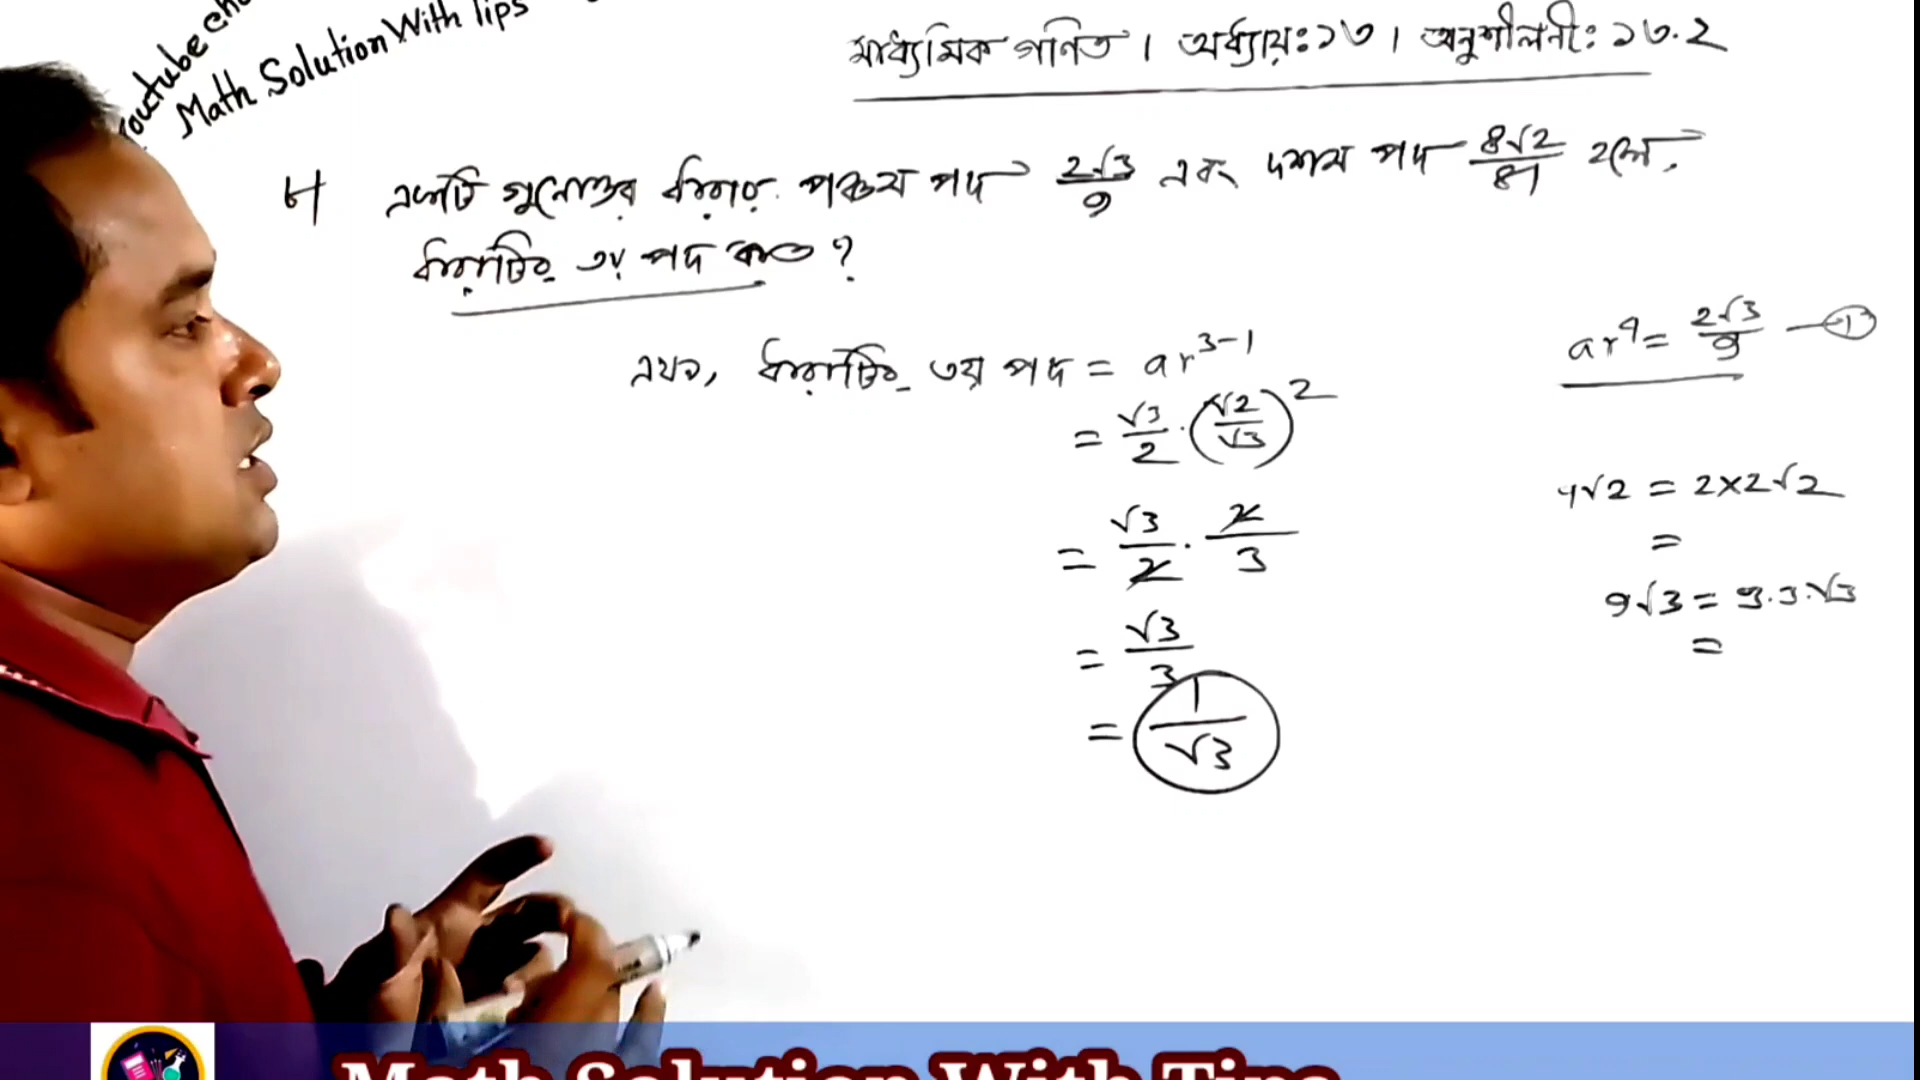 Math Solution With Tips
মাধ্যমিক গণিত । অধ্যায়ঃ ১৩ । অনুশীলনীঃ ১৩.২
৮। একটি গুনোত্তর ধারার পঞ্চম পদ 2√3/9 এবং দশম পদ 8√2/81 হলে,
ধারাটির ৩য় পদ কত ?
এখন, ধারাটির ৩য় পদ = ar^3-1
ar^4 = 2√3/9 — (1)
= √3/2 . (√2/√3)^2
= √3/2 . 2/3
= √3/3
= 1/√3
4√2 = 2×2√2
=
9√3 = 3.3.√3
=
Math Solution With Tips